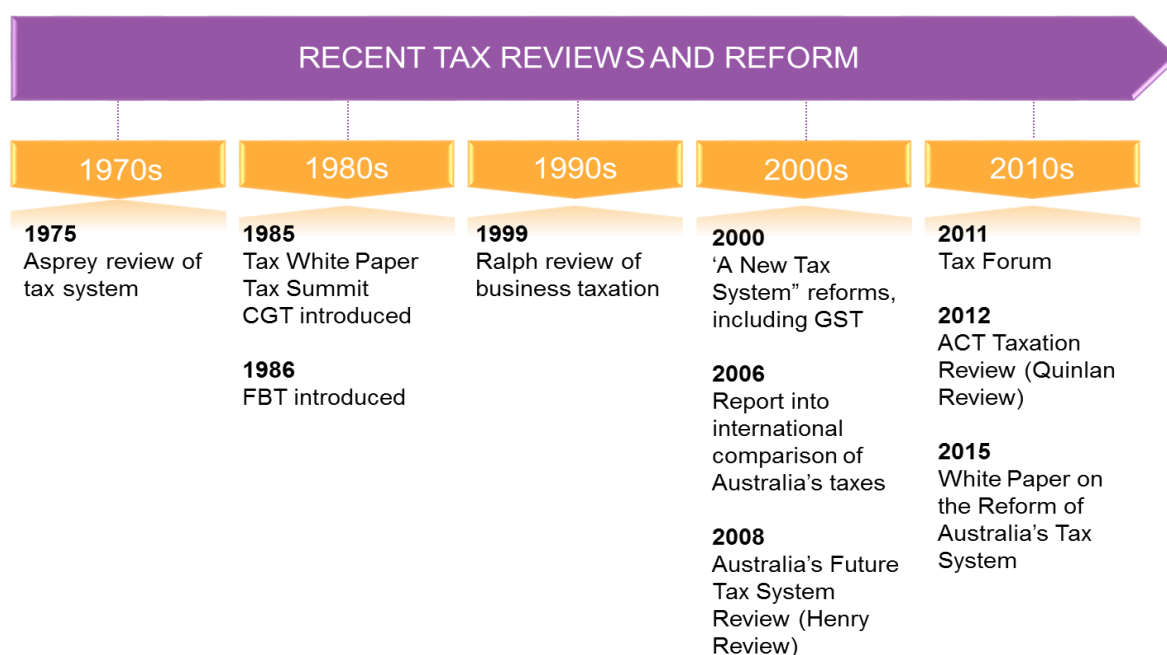 RECENT TAX REVIEWS AND REFORM
1970s
1975
Asprey review of
tax system
1980s
1985
Tax White Paper
Tax Summit
CGT introduced
1986
FBT introduced
1990s
1999
Ralph review of
business taxation
2000s
2000
‘A New Tax
System” reforms,
including GST
2006
Report into
international
comparison of
Australia’s taxes
2008
Australia’s Future
Tax System
Review (Henry
Review)
2010s
2011
Tax Forum
2012
ACT Taxation
Review (Quinlan
Review)
2015
White Paper on
the Reform of
Australia’s Tax
System